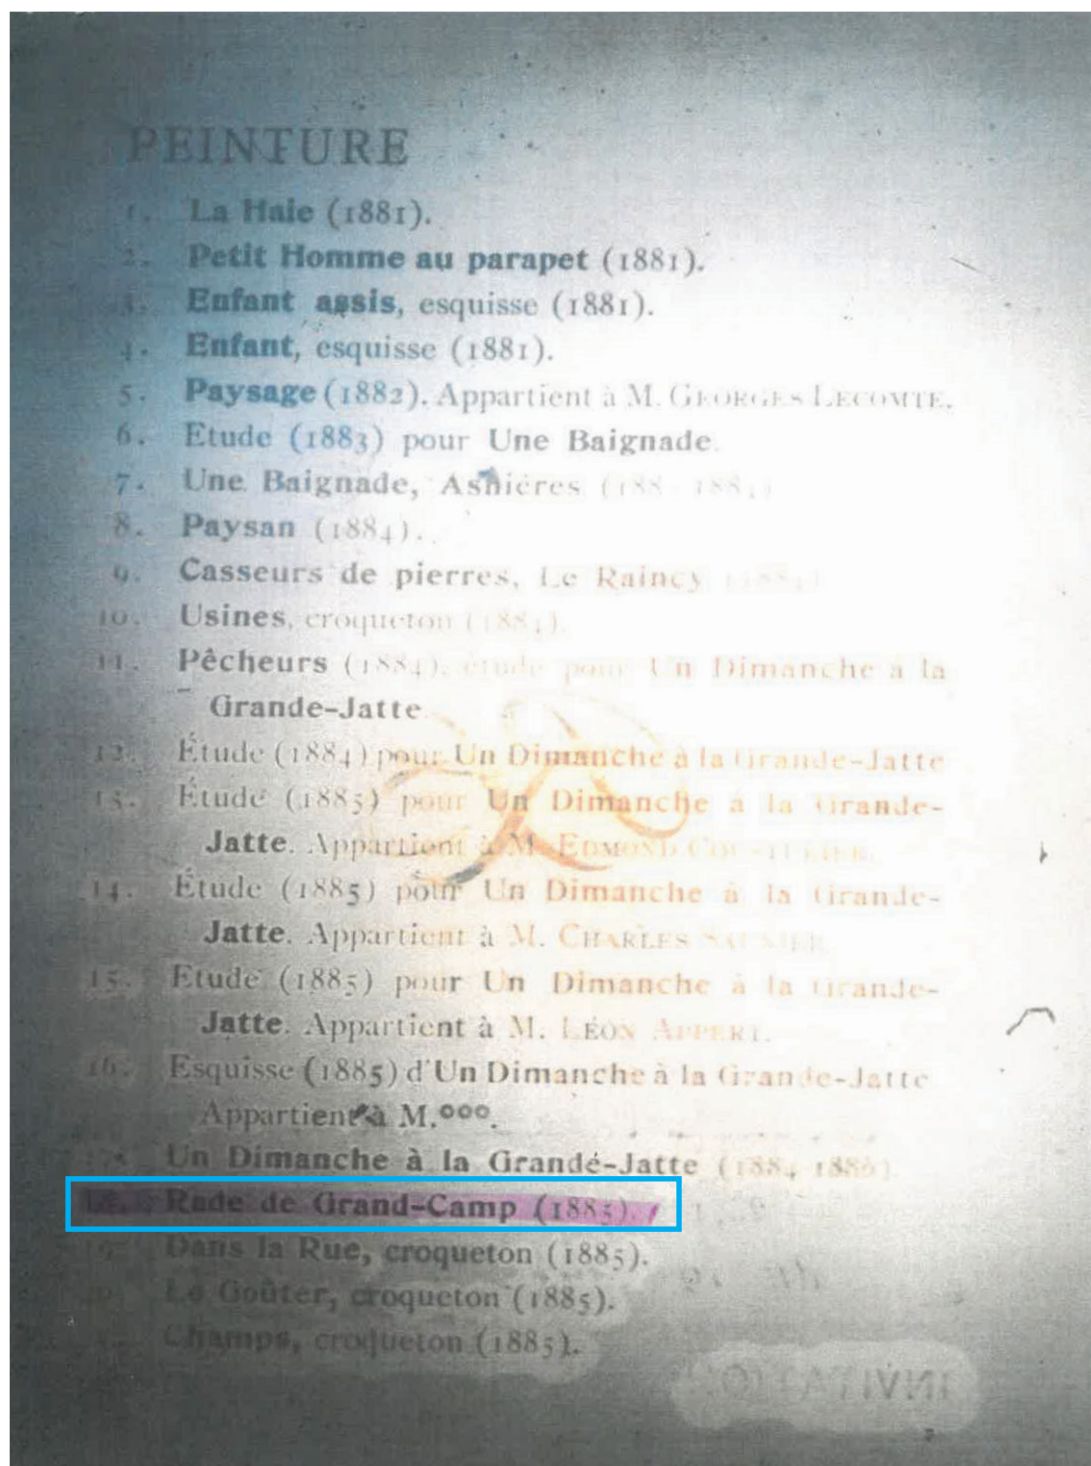 PEINTURE
1. La Haie (1881).
2. Petit Homme au parapet (1881).
3. Enfant assis, esquisse (1881).
4. Enfant, esquisse (1881).
5. Paysage (1882). Appartient à M. GEORGES LECOMTE.
6. Etude (1883) pour Une Baignade.
7. Une Baignade, Asnières
8. Paysan (1884).
9. Casseurs de pierres, Le Raincy
10. Usines, croqueton (1884).
11. Pêcheurs (1884), étude pour Un Dimanche à la
Grande-Jatte
12. Étude (1884) pour Un Dimanche à la Grande-Jatte
13. Étude (1885) pour Un Dimanche à la Grande-
Jatte. Appartient à M. EDMOND
14. Étude (1885) pour Un Dimanche à la Grande-
Jatte. Appartient à M. CHARLES SAUNIER.
15. Etude (1885) pour Un Dimanche à la Grande-
Jatte. Appartient à M. LÉON APPERT.
16. Esquisse (1885) d'Un Dimanche à la Grande-Jatte
Appartient à M.°°°.
Un Dimanche à la Grande-Jatte (1884 1886).
Rade de Grand-Camp (1885).
Dans la Rue, croqueton (1885).
Le Goûter, croqueton (1885).
Champs, croqueton (1885).